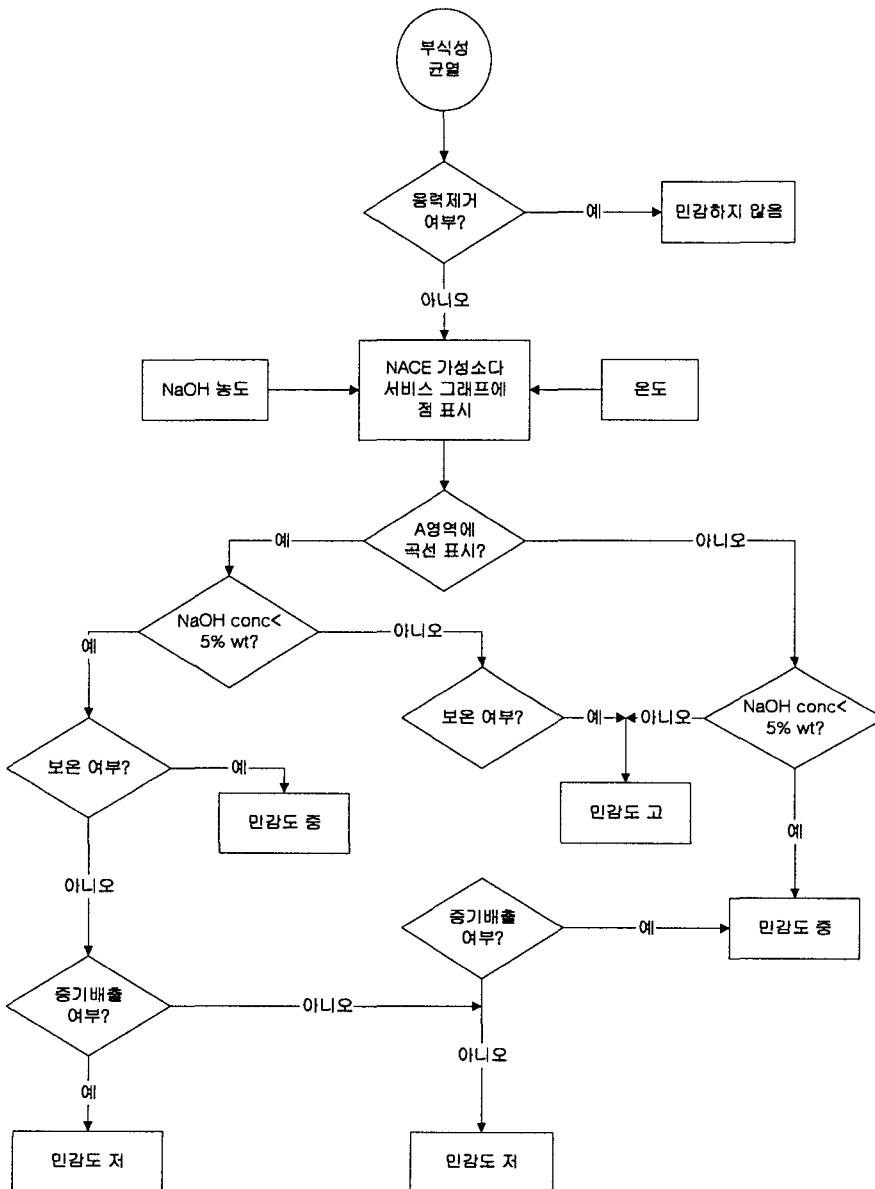 부식성
균열
응력제거
여부?
예
민감하지 않음
아니오
NaOH 농도
NACE 가성소다
서비스 그래프에
점 표시
온도
예
A영역에
곡선 표시?
아니오
예
NaOH conc<
5% wt?
아니오
보온 여부?
예
민감도 중
보온 여부?
예
아니오
NaOH conc<
5% wt?
민감도 고
예
아니오
증기배출
여부?
예
민감도 중
증기배출
여부?
아니오
아니오
예
민감도 저
민감도 저